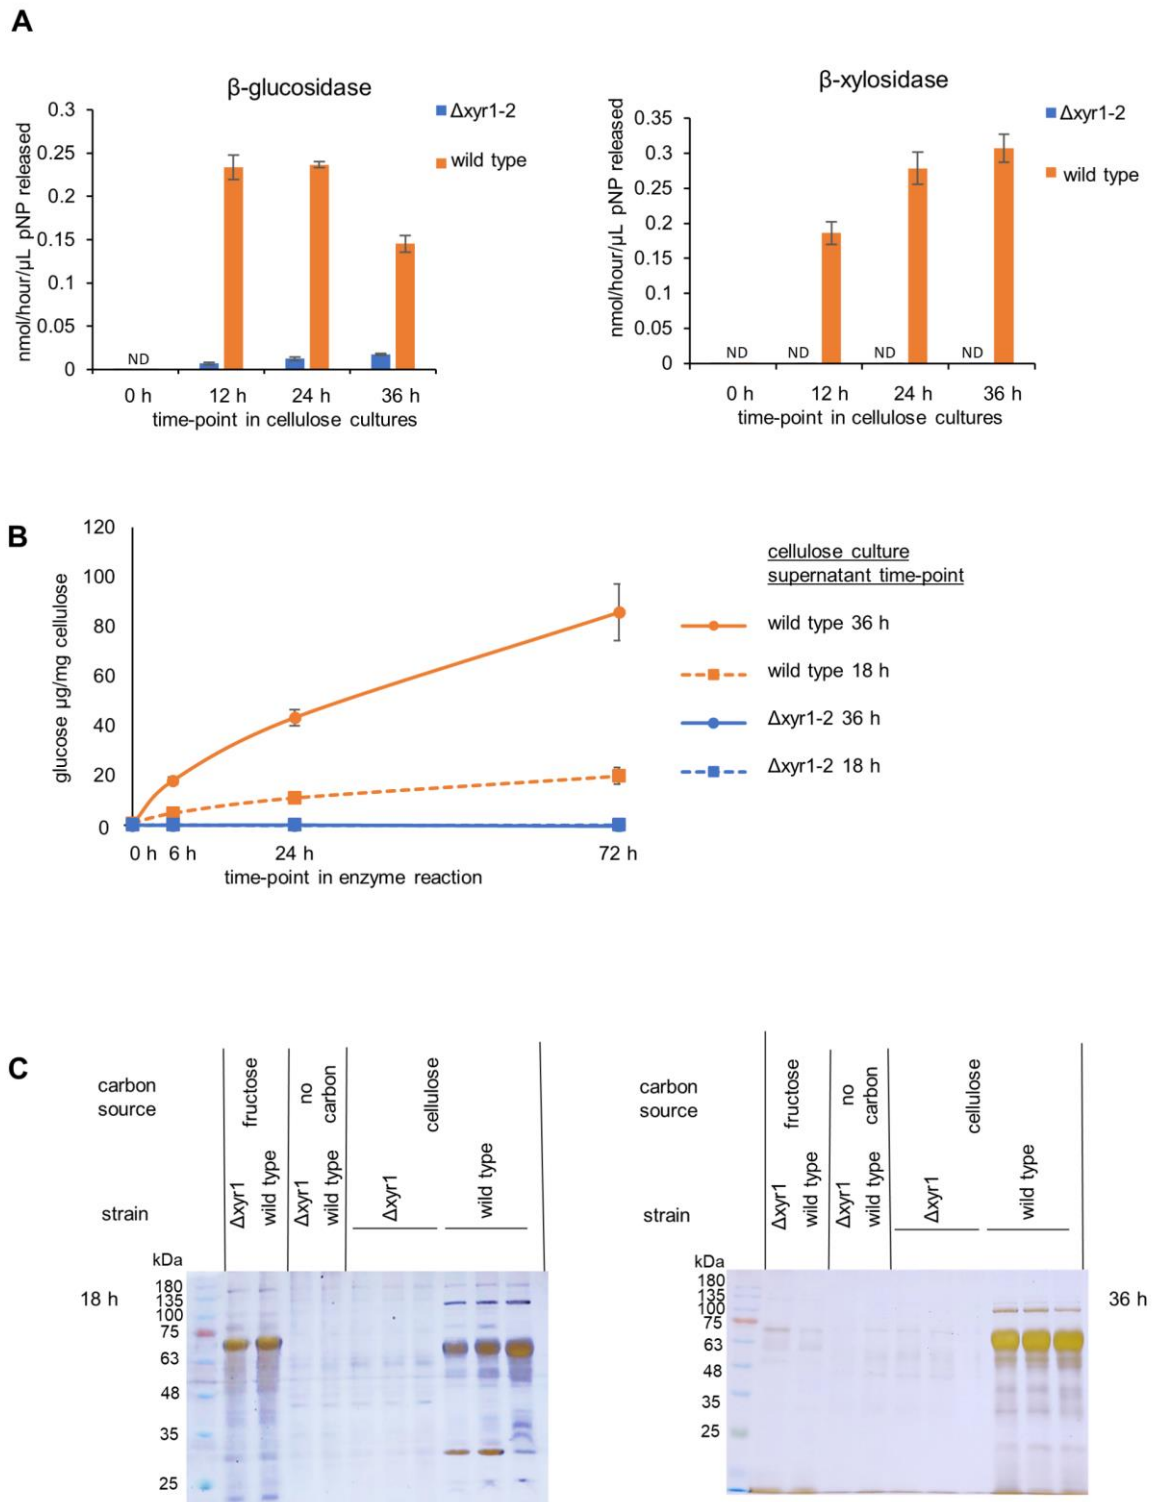 A
β-glucosidase
nmol/hour/µL pNP released
0.3
0.25
0.2
0.15
0.1
0.05
0
ND
0 h 12 h 24 h 36 h
time-point in cellulose cultures
Δxyr1-2
wild type
β-xylosidase
nmol/hour/µL pNP released
0.35
0.3
0.25
0.2
0.15
0.1
0.05
0
ND ND ND ND
0 h 12 h 24 h 36 h
time-point in cellulose cultures
Δxyr1-2
wild type
B
glucose µg/mg cellulose
120
100
80
60
40
20
0
0 h 6 h 24 h 72 h
time-point in enzyme reaction
cellulose culture
supernatant time-point
wild type 36 h
wild type 18 h
Δxyr1-2 36 h
Δxyr1-2 18 h
C
carbon
source
fructose
no
carbon
cellulose
strain
Δxyr1
wild type
Δxyr1
wild type
Δxyr1
wild type
18 h
kDa
180
135
100
75
63
48
35
25
carbon
source
fructose
no
carbon
cellulose
strain
Δxyr1
wild type
Δxyr1
wild type
Δxyr1
wild type
kDa
180
135
100
75
63
48
35
25
36 h